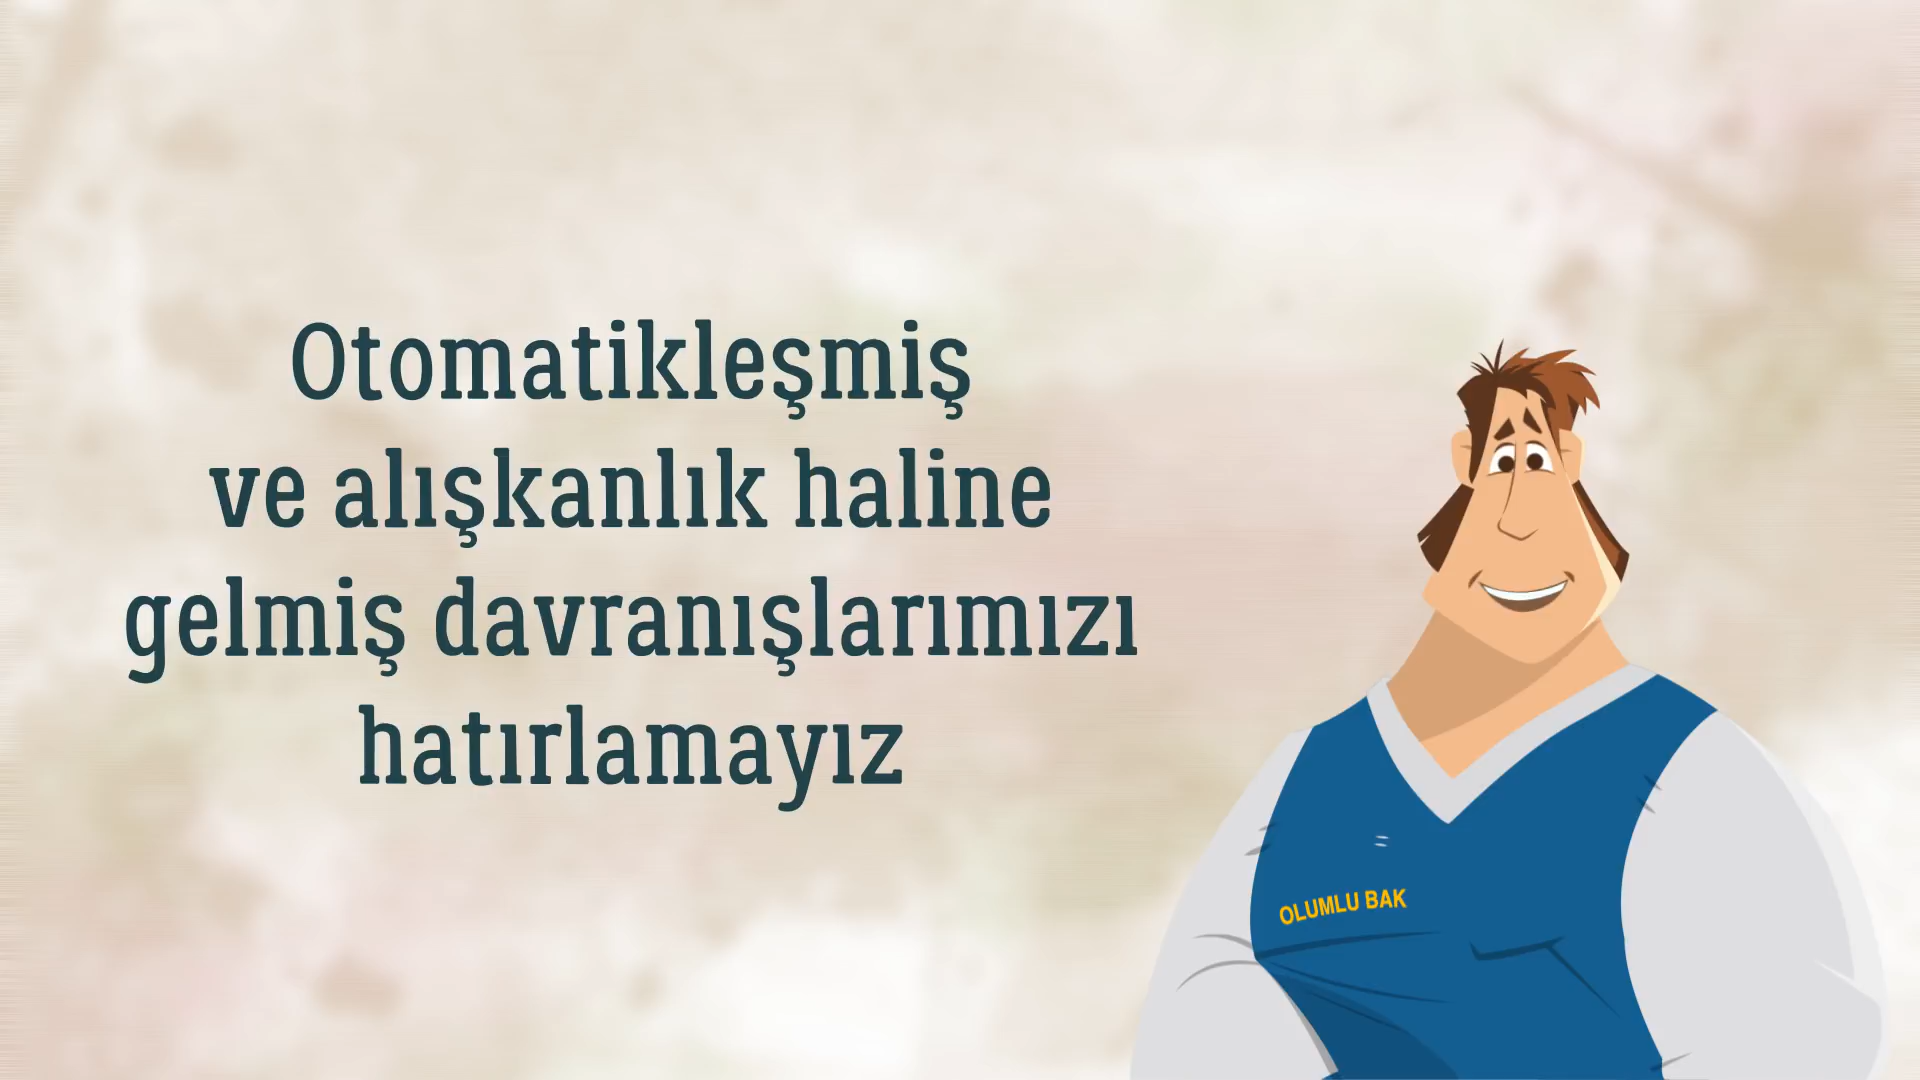 Otomatikleşmiş
ve alışkanlık haline
gelmiş davranışlarımızı
hatırlamayız
OLUMLU BAK